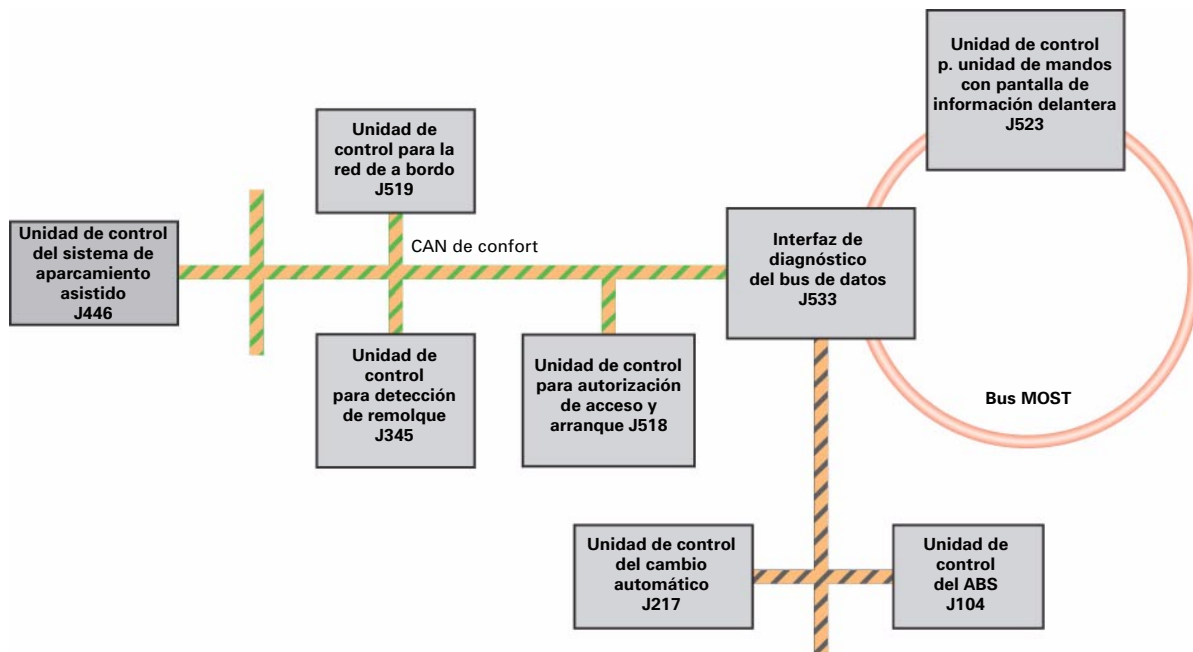 Unidad de control
p. unidad de mandos
con pantalla de
información delantera
J523
Unidad de
control para la
red de a bordo
J519
Unidad de control
del sistema de
aparcamiento
asistido
J446
CAN de confort
Interfaz de
diagnóstico
del bus de datos
J533
Unidad de
control
para detección
de remolque
J345
Unidad de control
para autorización
de acceso y
arranque J518
Bus MOST
Unidad de control
del cambio
automático
J217
Unidad de
control
del ABS
J104